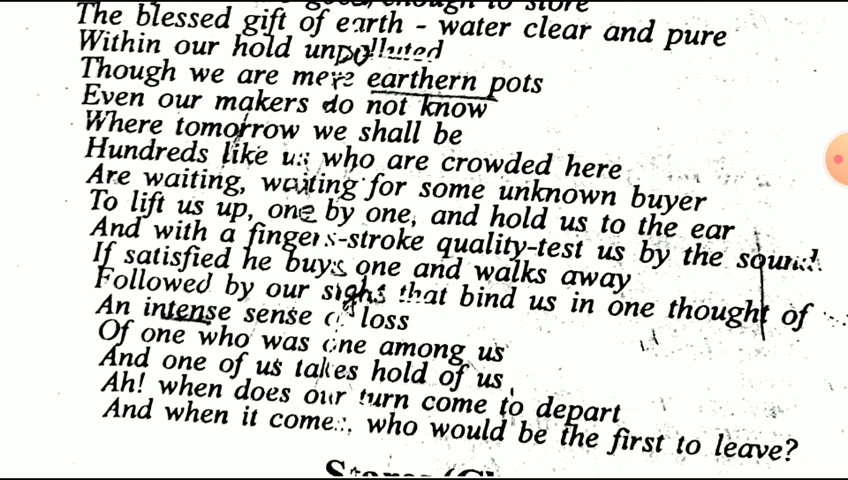 enough to store
The blessed gift of earth - water clear and pure
Within our hold unpolluted
Though we are mere earthern pots
Even our makers do not know
Where tomorrow we shall be
Hundreds like us who are crowded here
Are waiting, waiting for some unknown buyer
To lift us up, one by one, and hold us to the ear
And with a fingers-stroke quality-test us by the sound.
If satisfied he buys one and walks away
Followed by our sighs that bind us in one thought of
An intense sense of loss
Of one who was one among us
And one of us takes hold of us
Ah! when does our turn come to depart
And when it comes, who would be the first to leave?